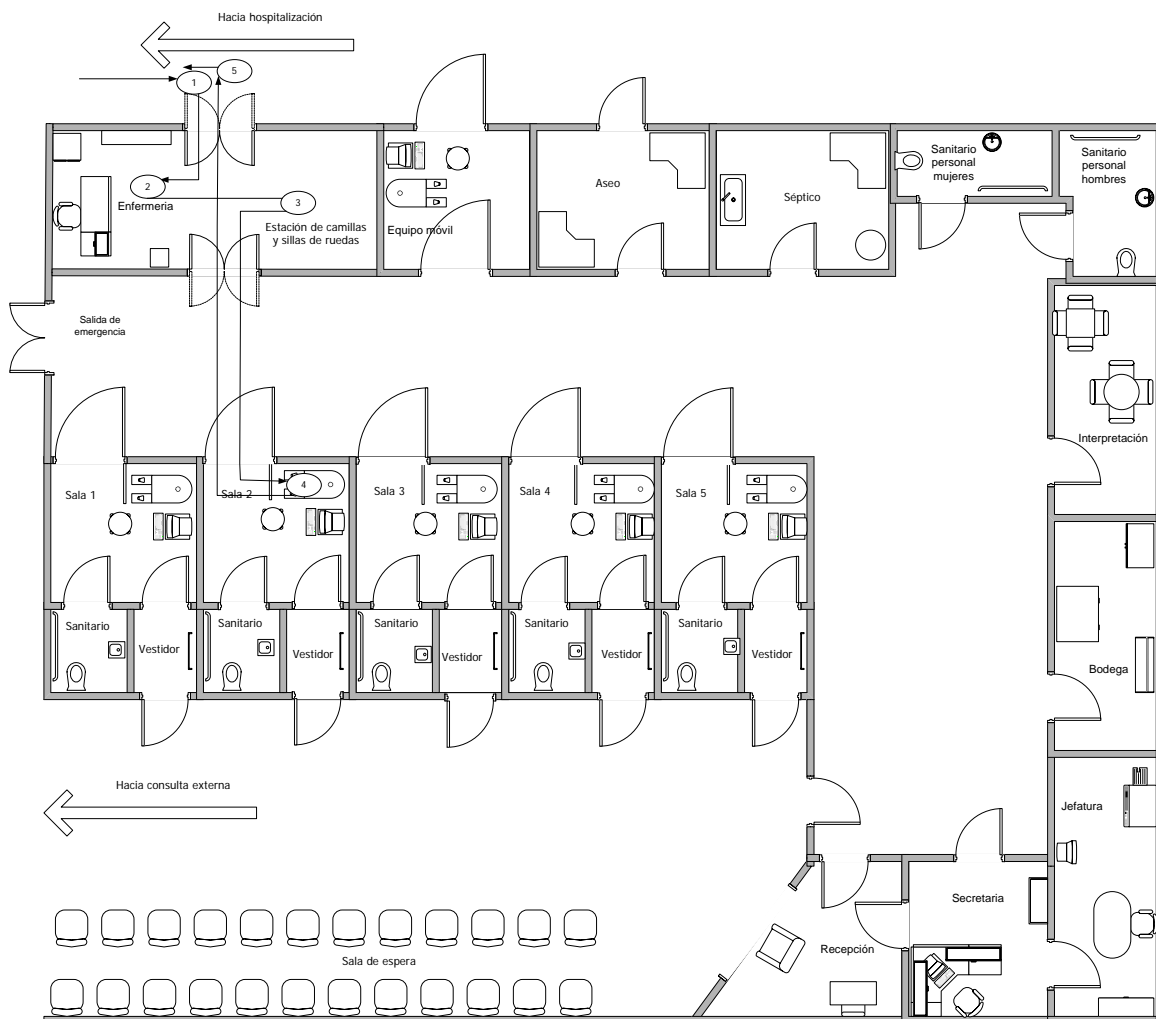 Hacia hospitalización
1
5
2
Enfermeria
3
Estación de camillas
y sillas de ruedas
Equipo móvil
Aseo
Séptico
Sanitario
personal
mujeres
Sanitario
personal
hombres
Salida de
emergencia
Interpretación
Sala 1
Sala 2
4
Sala 3
Sala 4
Sala 5
Sanitario
Vestidor
Sanitario
Vestidor
Sanitario
Vestidor
Sanitario
Vestidor
Sanitario
Vestidor
Bodega
Hacia consulta externa
Jefatura
Secretaria
Recepción
Sala de espera